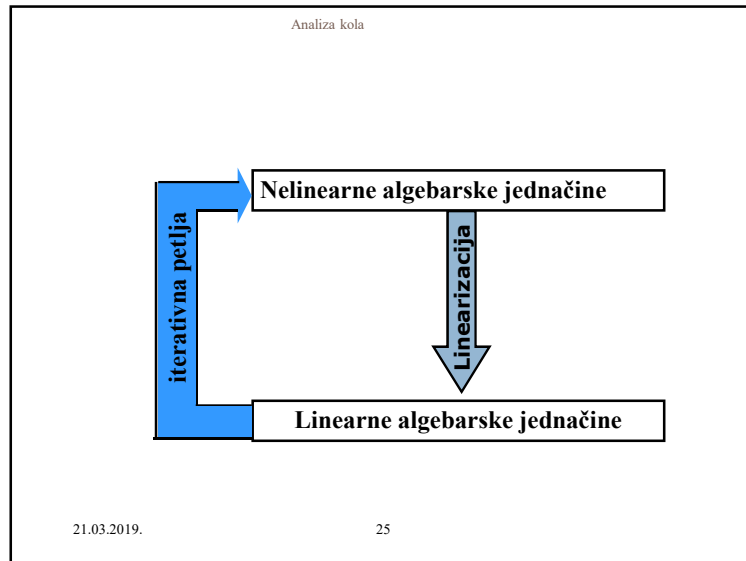 Analiza kola
Nelinearne algebarske jednačine
iterativna petlja
Linearizacija
Linearne algebarske jednačine
21.03.2019.
25